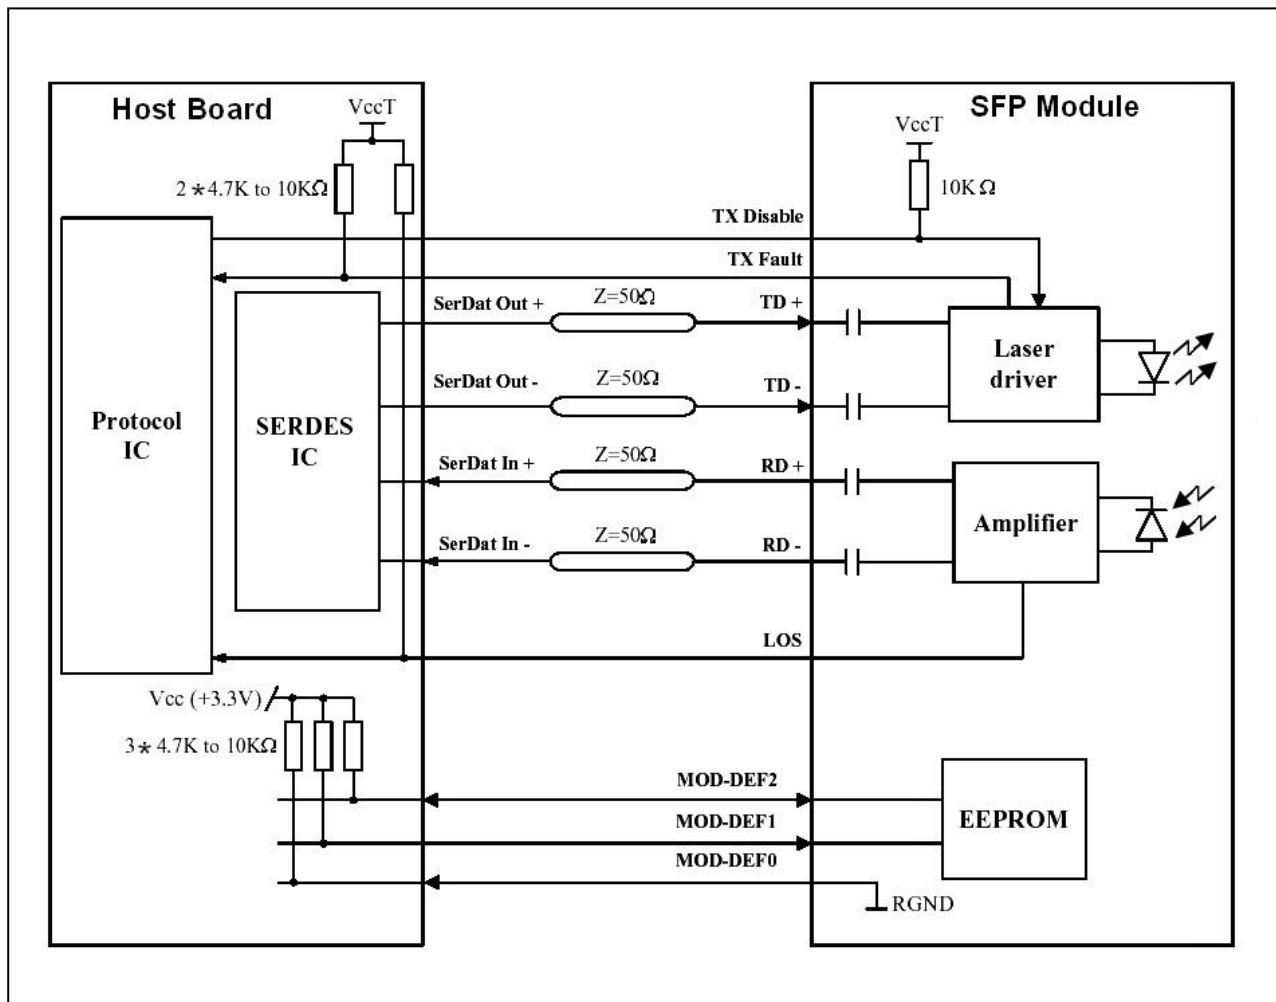 Host Board
SFP Module
VccT
VccT
2*4.7K to 10KΩ
10KΩ
TX Disable
TX Fault
SerDat Out +
Z=50Ω
TD +
Laser
driver
SerDat Out -
Z=50Ω
TD -
Protocol
IC
SERDES
IC
SerDat In +
Z=50Ω
RD +
Amplifier
SerDat In -
Z=50Ω
RD -
LOS
Vcc (+3.3V)
3* 4.7K to 10KΩ
MOD-DEF2
MOD-DEF1
EEPROM
MOD-DEF0
RGND